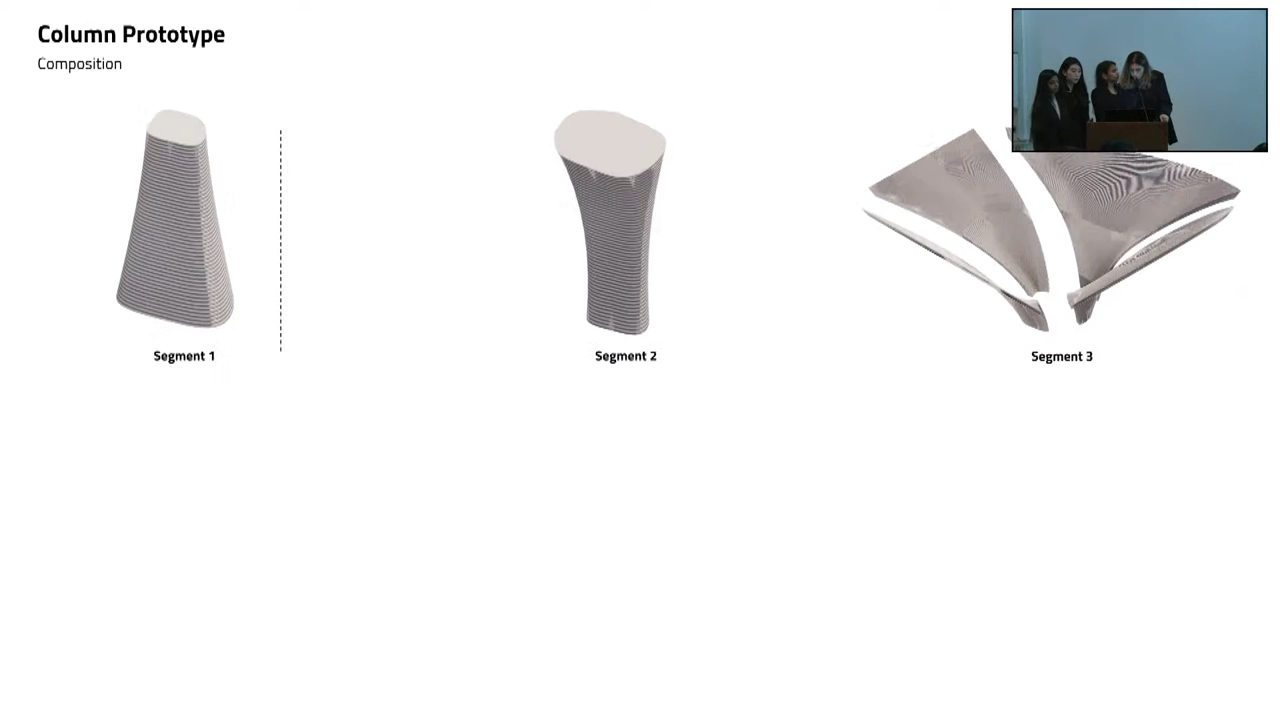 Column Prototype
Composition
Segment 1
Segment 2
Segment 3